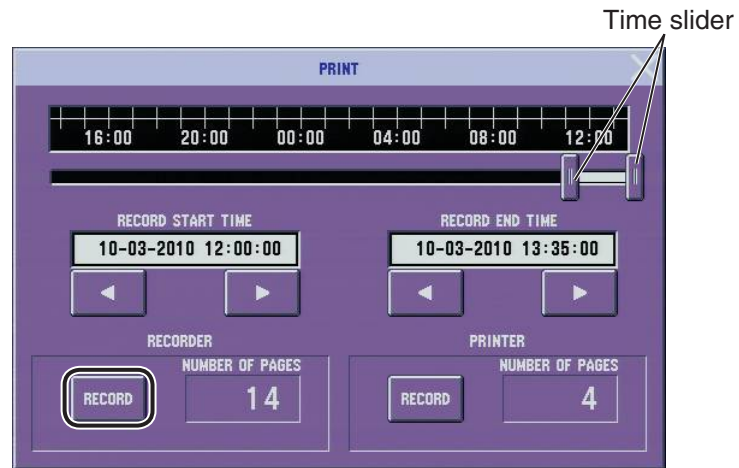 Time slider
PRINT
16:00 20:00 00:00 04:00 08:00 12:00
RECORD START TIME RECORD END TIME
10-03-2010 12:00:00 10-03-2010 13:35:00
RECORDER PRINTER
NUMBER OF PAGES NUMBER OF PAGES
RECORD 14 RECORD 4